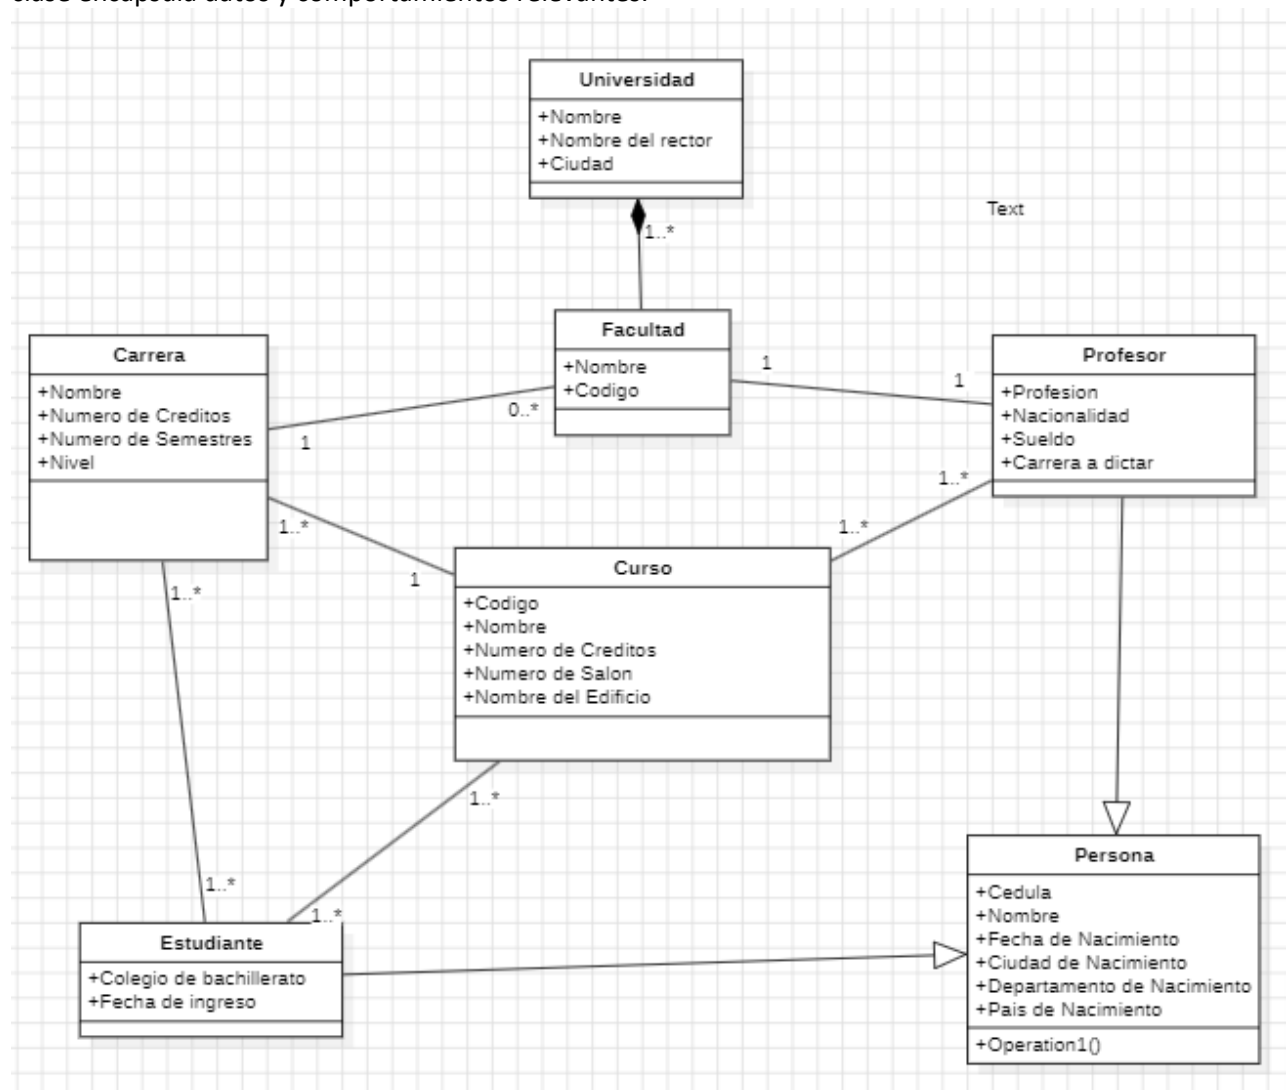 clase encapsula datos y comportamientos relevantes.
Universidad
+Nombre
+Nombre del rector
+Ciudad
1..*
Text
Facultad
+Nombre
+Codigo
Carrera
+Nombre
+Numero de Creditos
+Numero de Semestres
+Nivel
Profesor
+Profesion
+Nacionalidad
+Sueldo
+Carrera a dictar
1
1
0..*
1
1..*
1..*
1..*
1
Curso
+Codigo
+Nombre
+Numero de Creditos
+Numero de Salon
+Nombre del Edificio
1..*
1..*
1..*
1..*
Estudiante
+Colegio de bachillerato
+Fecha de ingreso
Persona
+Cedula
+Nombre
+Fecha de Nacimiento
+Ciudad de Nacimiento
+Departamento de Nacimiento
+Pais de Nacimiento
+Operation1()